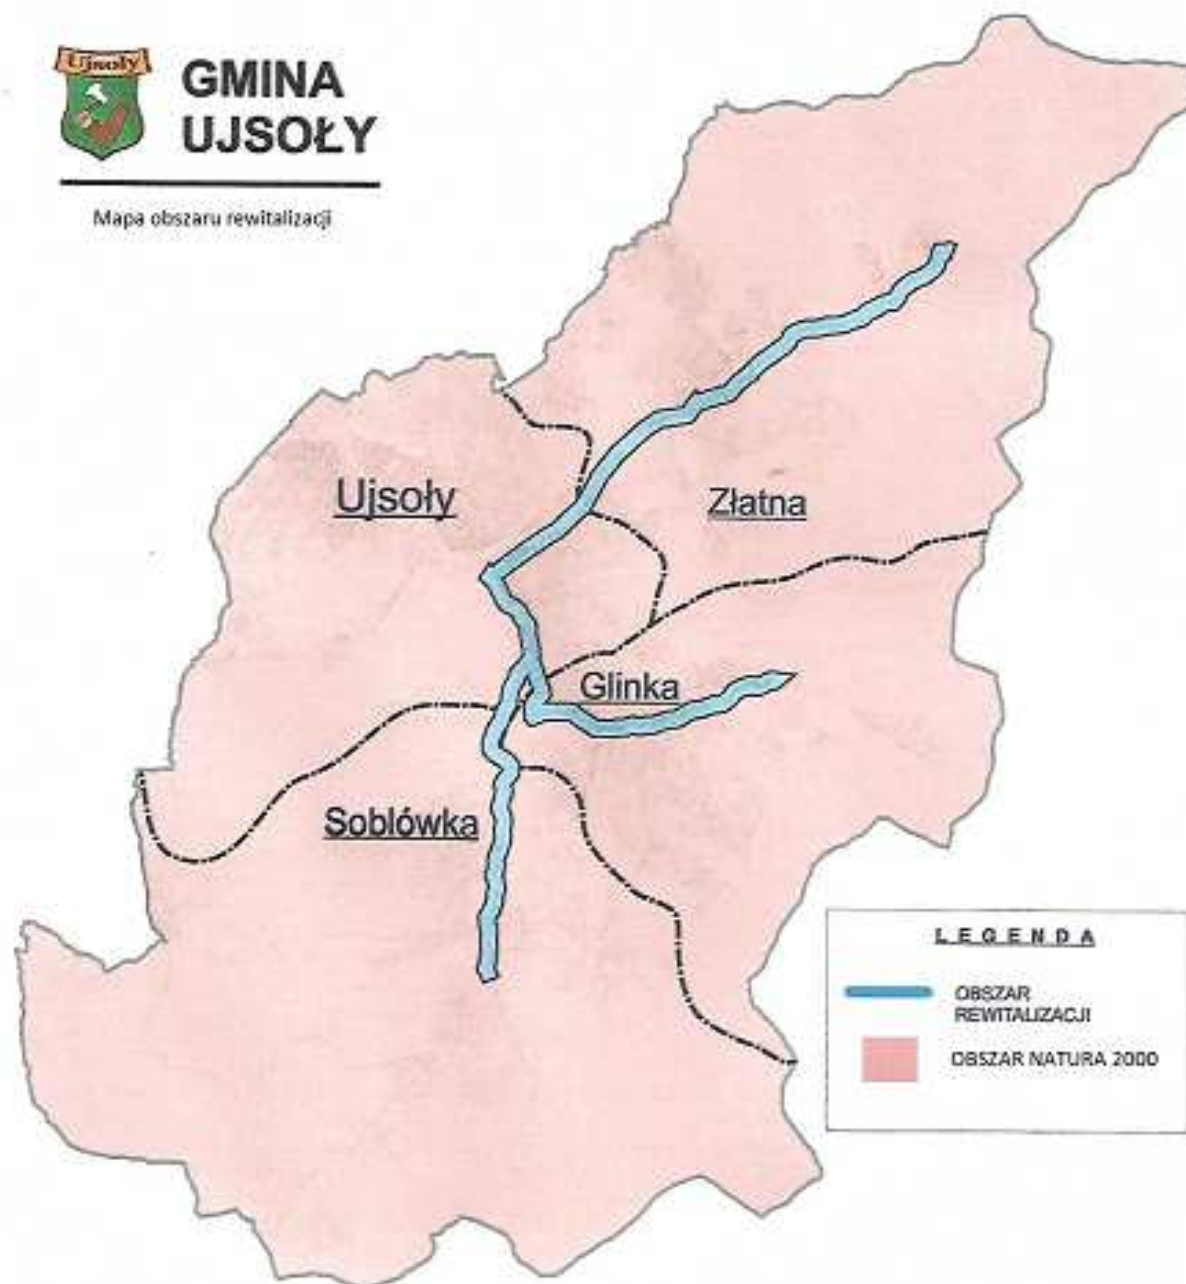 Ujsoły
GMINA
UJSOŁY
Mapa obszaru rewitalizacji
Ujsoły
Złatna
Glinka
Soblówka
LEGENDA
OBSZAR
REWITALIZACJI
OBSZAR NATURA 2000